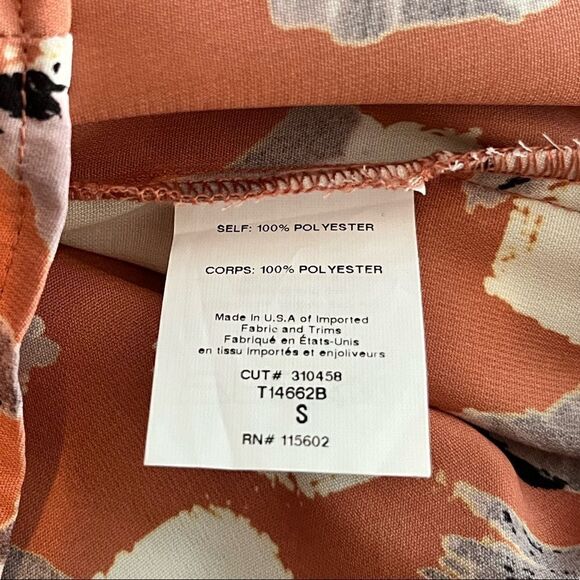 SELF: 100% POLYESTER
CORPS: 100% POLYESTER
Made In U.S.A of Imported
Fabric and Trims
Fabriqué en États-Unis
en tissu Importés et enjoliveurs
CUT# 310458
T14662B
S
RN# 115602